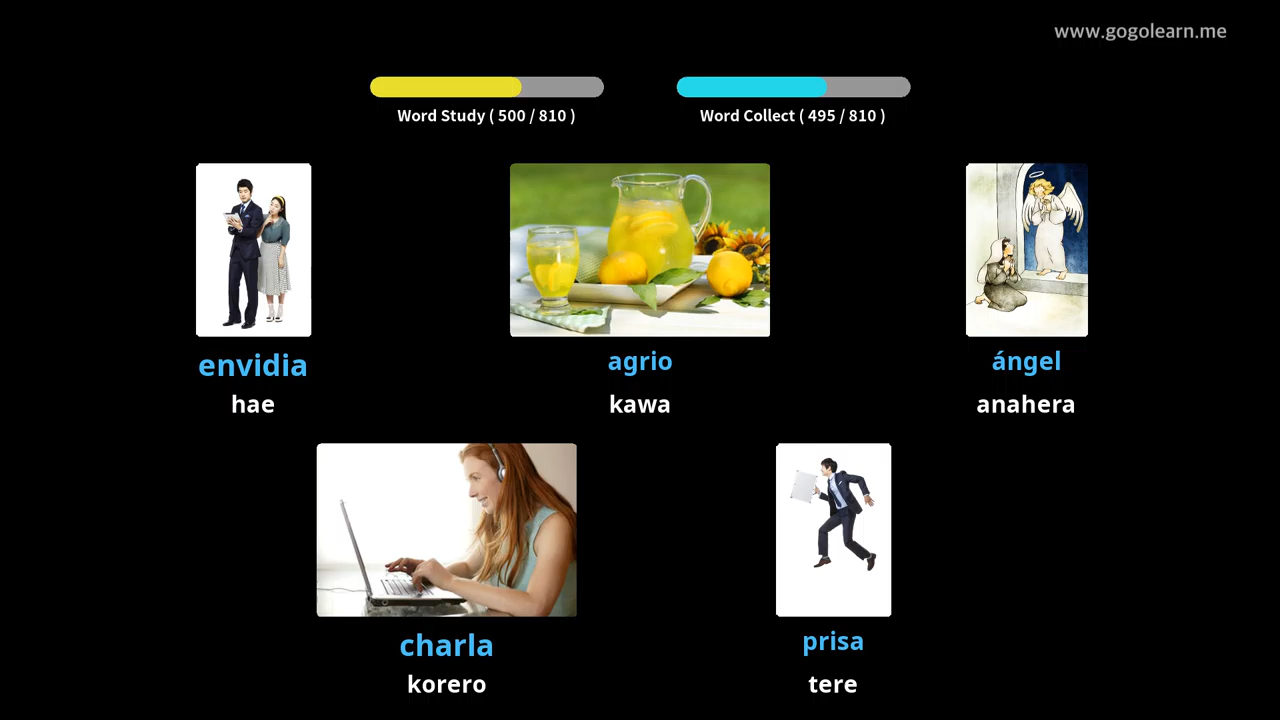 www.gogolearn.me
Word Study ( 500 / 810 )
Word Collect ( 495 / 810 )
envidia
hae
agrio
kawa
ángel
anahera
charla
korero
prisa
tere